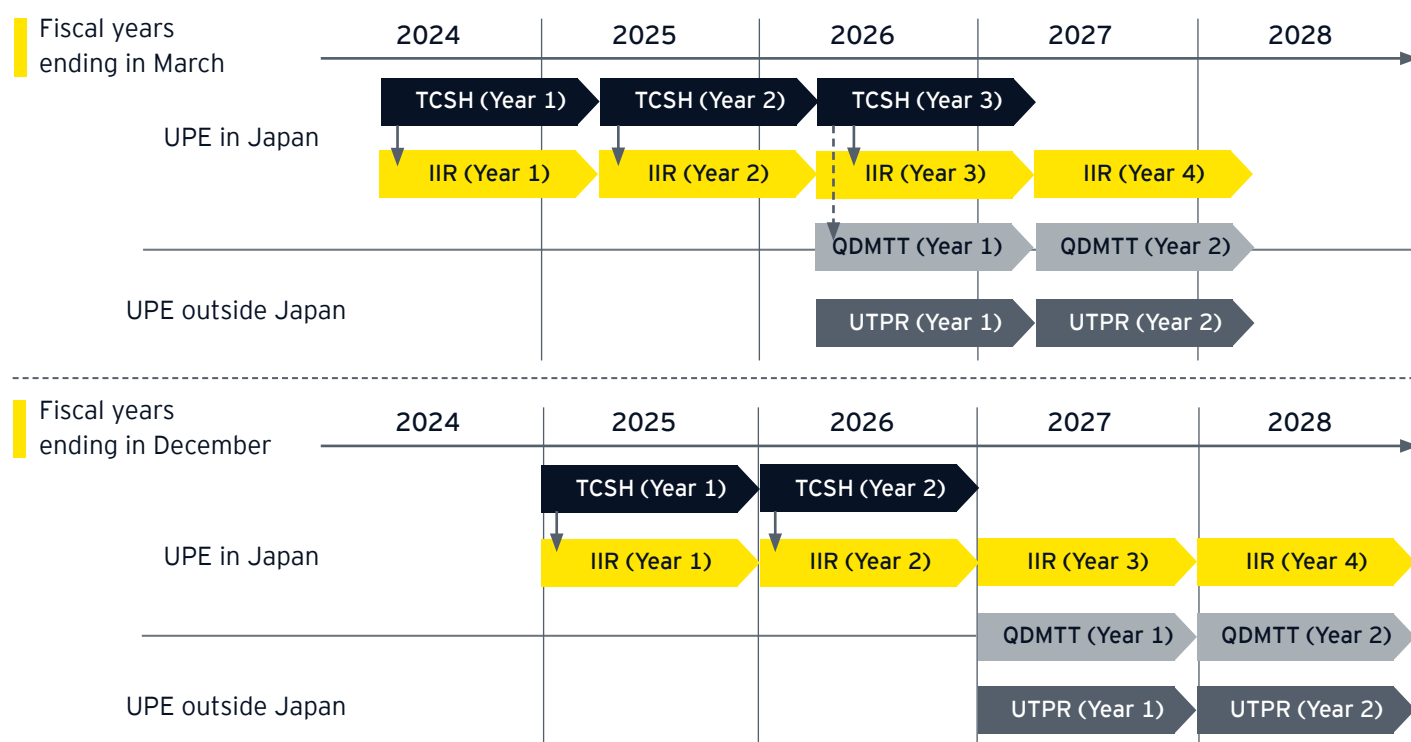 Fiscal years
ending in March
2024 2025 2026 2027 2028
TCSH (Year 1) TCSH (Year 2) TCSH (Year 3)
UPE in Japan
IIR (Year 1) IIR (Year 2) IIR (Year 3) IIR (Year 4)
QDMTT (Year 1) QDMTT (Year 2)
UPE outside Japan
UTPR (Year 1) UTPR (Year 2)
Fiscal years
ending in December
2024 2025 2026 2027 2028
TCSH (Year 1) TCSH (Year 2)
UPE in Japan
IIR (Year 1) IIR (Year 2) IIR (Year 3) IIR (Year 4)
QDMTT (Year 1) QDMTT (Year 2)
UPE outside Japan
UTPR (Year 1) UTPR (Year 2)